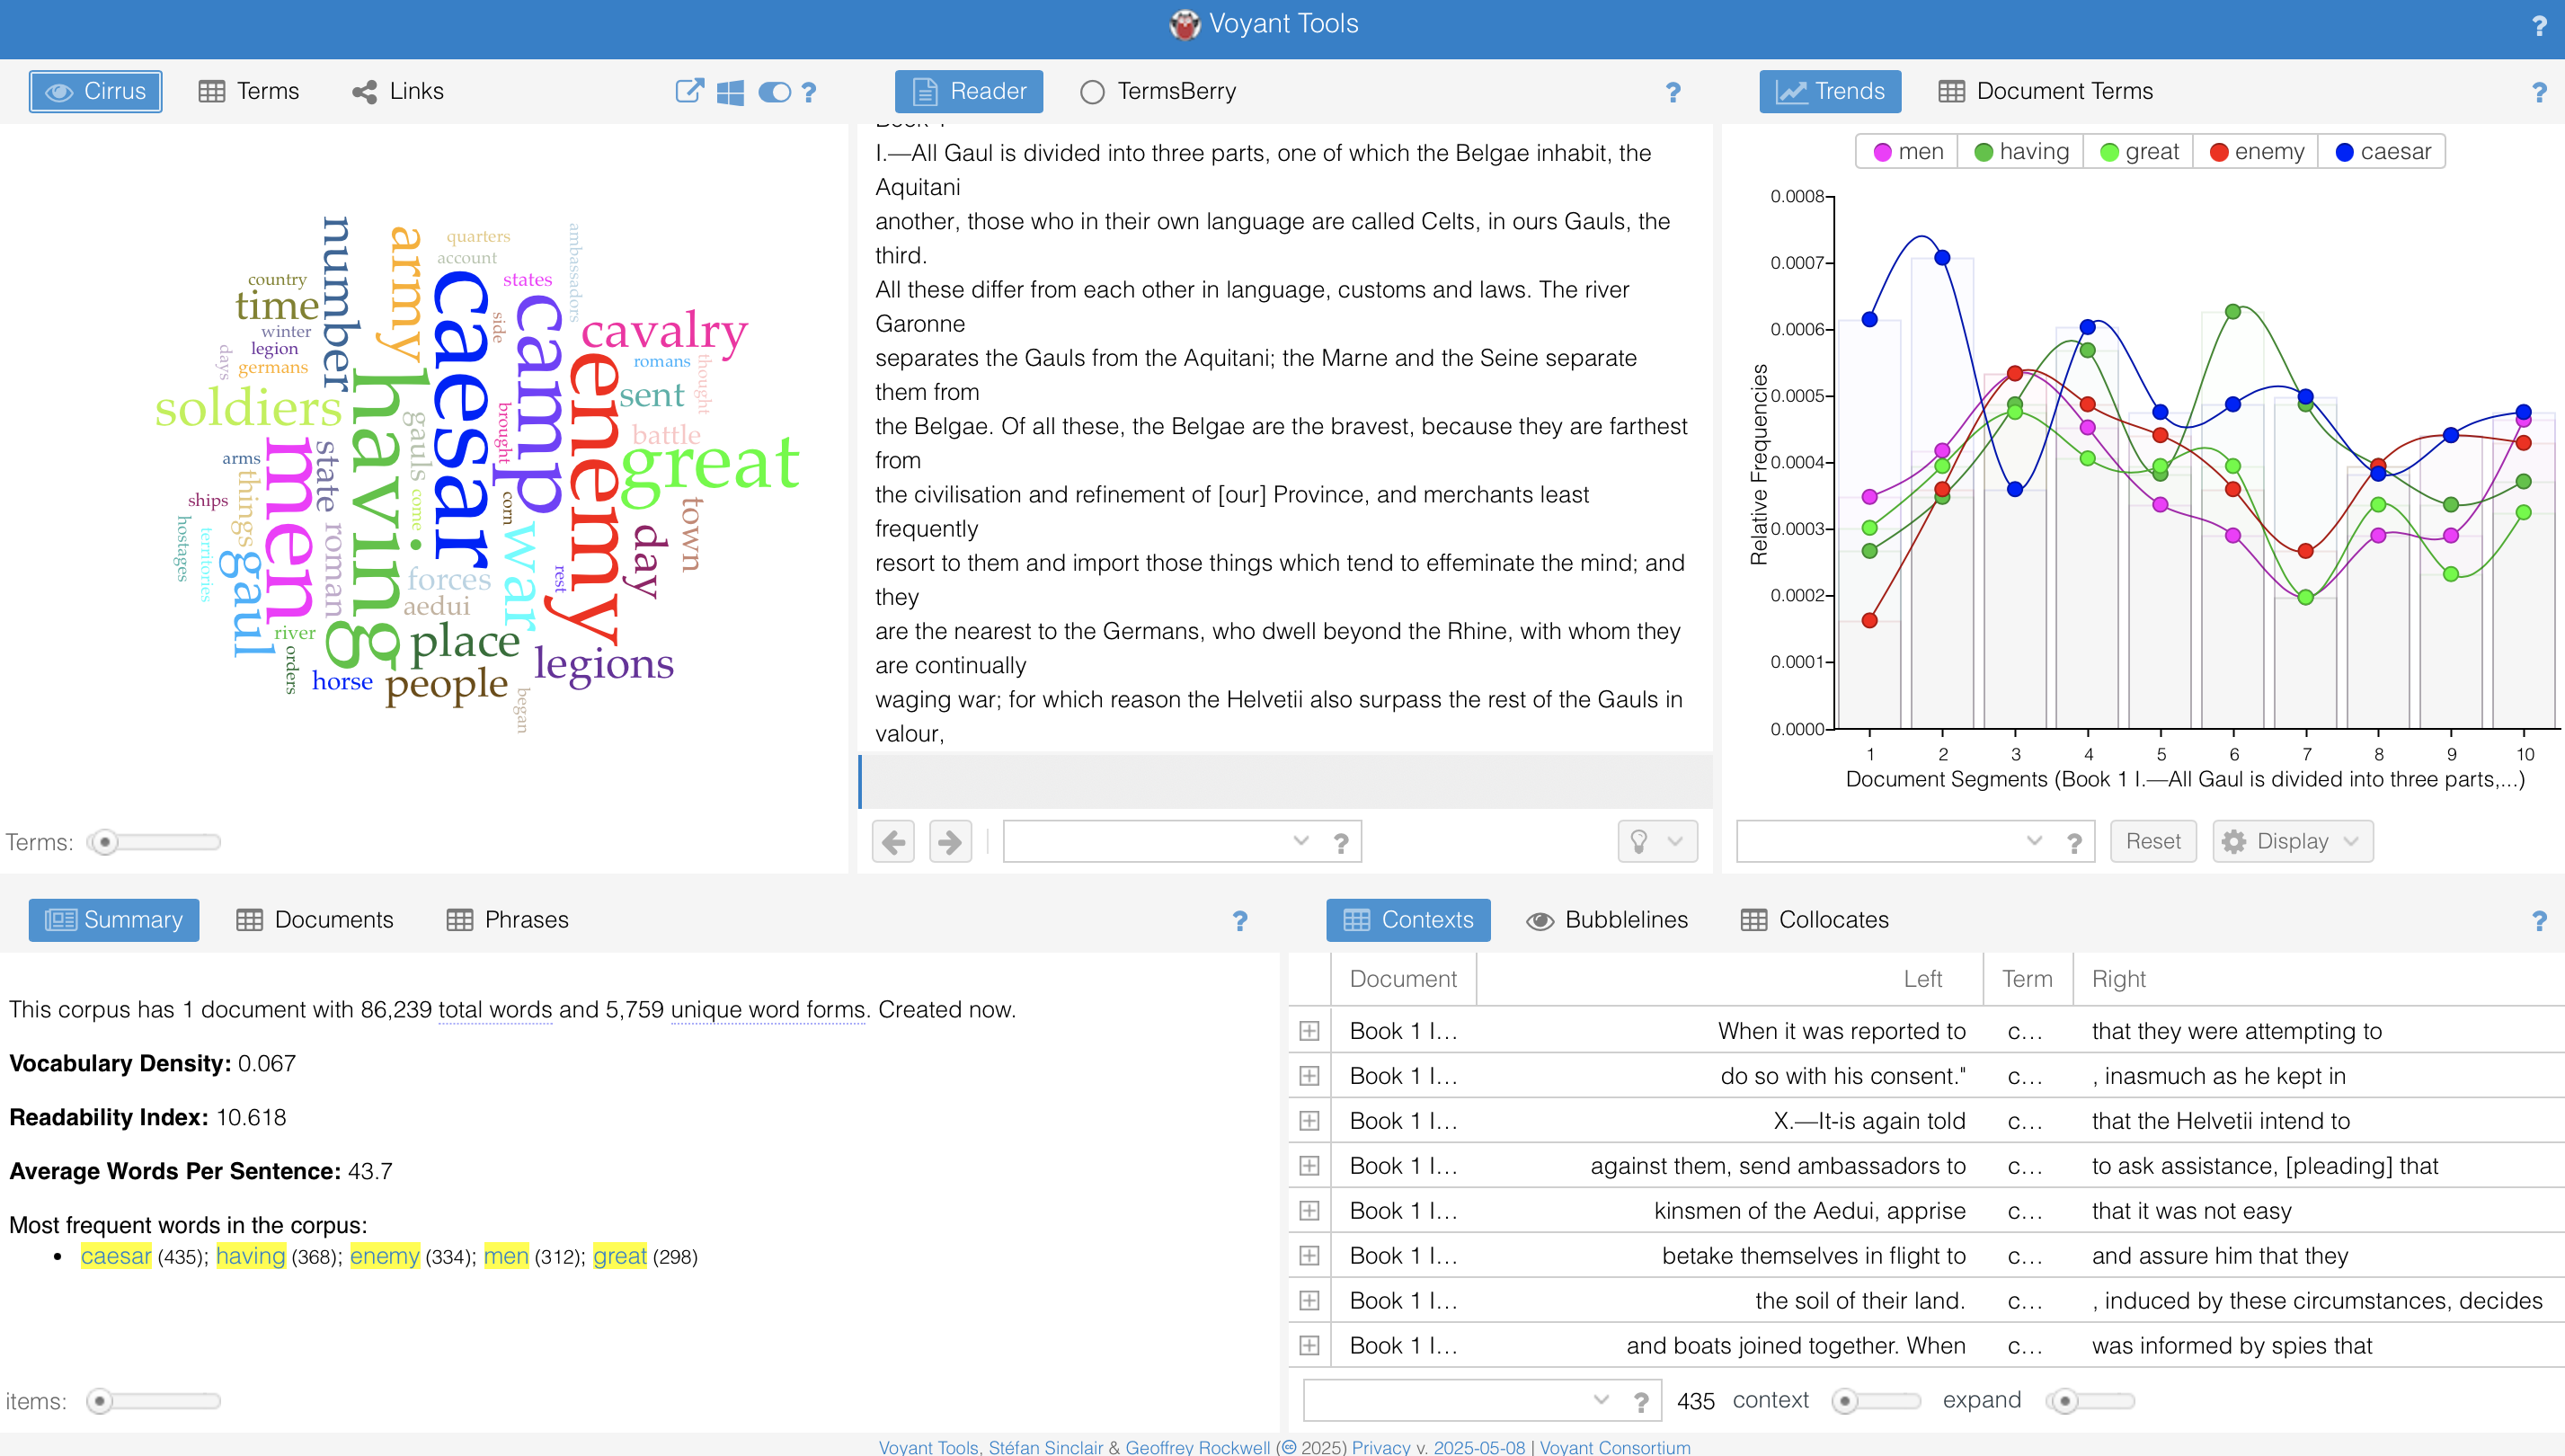 Voyant Tools
?
Cirrus Terms Links ?
Reader TermsBerry ?
Trends Document Terms ?
number
army
quarters
account
ambassadors
country
time
states
caesar
camp
side
cavalry
winter
legion
days
germans
romans
thought
enemy
sent
soldiers
having
gauls
brought
battle
great
men
state
arms
things
come
corn
ships
town
hostages
territories
gaul
roman
war
day
forces
rest
aedui
river
place
legions
orders
horse
people
began
Terms:
Book 1
I.—All Gaul is divided into three parts, one of which the Belgae inhabit, the
Aquitani
another, those who in their own language are called Celts, in ours Gauls, the
third.
All these differ from each other in language, customs and laws. The river
Garonne
separates the Gauls from the Aquitani; the Marne and the Seine separate
them from
the Belgae. Of all these, the Belgae are the bravest, because they are farthest
from
the civilisation and refinement of [our] Province, and merchants least
frequently
resort to them and import those things which tend to effeminate the mind; and
they
are the nearest to the Germans, who dwell beyond the Rhine, with whom they
are continually
waging war; for which reason the Helvetii also surpass the rest of the Gauls in
valour,
?
men having great enemy caesar
Relative Frequencies
0.0008
0.0007
0.0006
0.0005
0.0004
0.0003
0.0002
0.0001
0.0000
1 2 3 4 5 6 7 8 9 10
Document Segments (Book 1 I.—All Gaul is divided into three parts,...)
? Reset Display
Summary Documents Phrases ?
This corpus has 1 document with 86,239 total words and 5,759 unique word forms. Created now.
Vocabulary Density: 0.067
Readability Index: 10.618
Average Words Per Sentence: 43.7
Most frequent words in the corpus:
• caesar (435); having (368); enemy (334); men (312); great (298)
items:
Contexts Bubblelines Collocates ?
Document Left Term Right
Book 1 I... When it was reported to c... that they were attempting to
Book 1 I... do so with his consent." c... , inasmuch as he kept in
Book 1 I... X.—It-is again told c... that the Helvetii intend to
Book 1 I... against them, send ambassadors to c... to ask assistance, [pleading] that
Book 1 I... kinsmen of the Aedui, apprise c... that it was not easy
Book 1 I... betake themselves in flight to c... and assure him that they
Book 1 I... the soil of their land. c... , induced by these circumstances, decides
Book 1 I... and boats joined together. When c... was informed by spies that
? 435 context expand
Voyant Tools, Stéfan Sinclair & Geoffrey Rockwell (🅭 2025) Privacy v. 2025-05-08 | Voyant Consortium